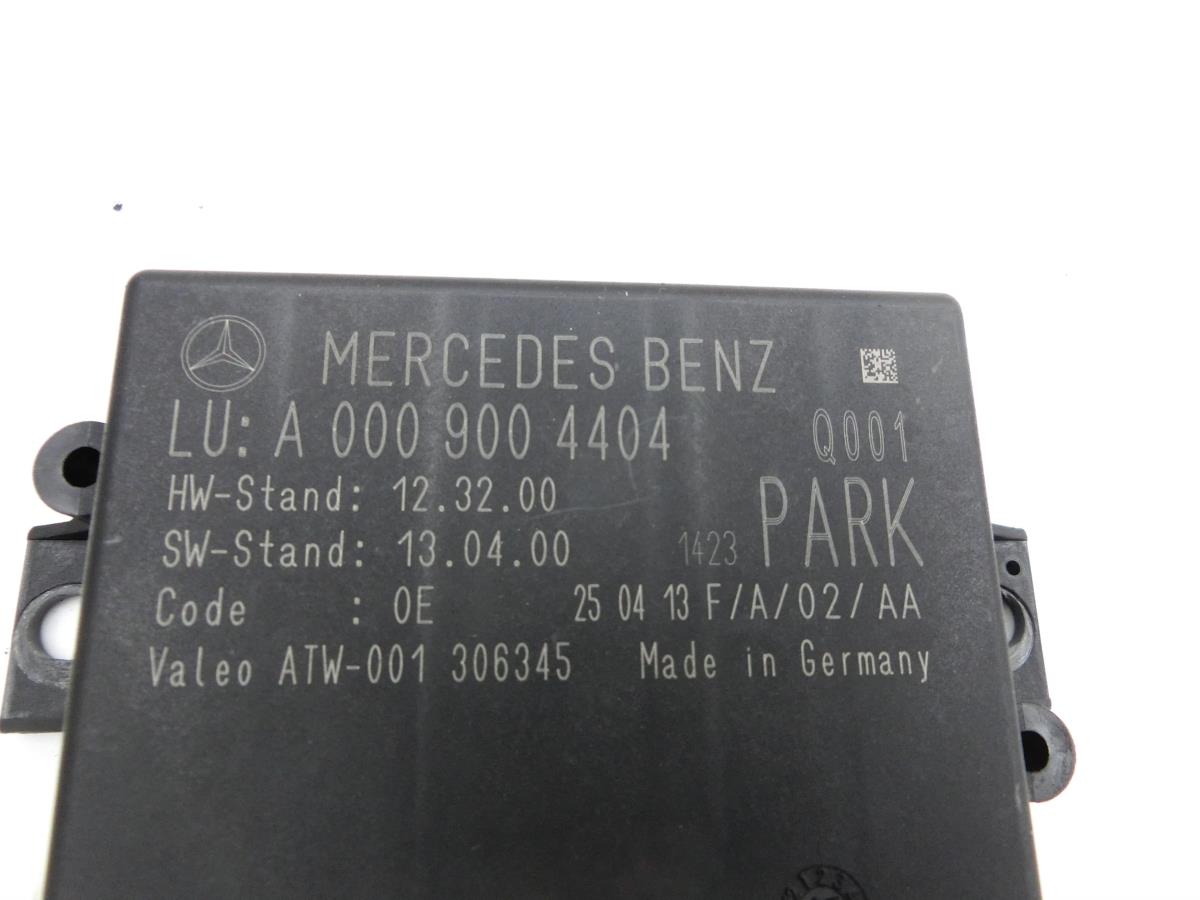 MERCEDES BENZ
LU: A 000 900 4404 Q001
HW-Stand: 12.32.00
SW-Stand: 13.04.00 1423 PARK
Code : 0E 25 04 13 F/A/02/AA
Valeo ATW-001 306345 Made in Germany